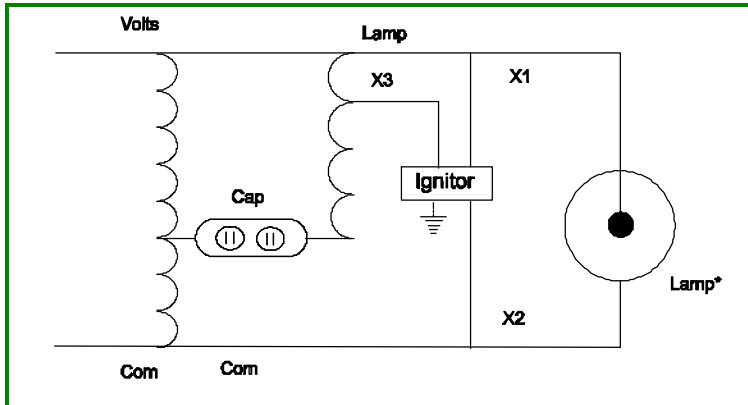 Volts
Lamp
X3
X1
Ignitor
Cap
Lamp*
X2
Com
Com